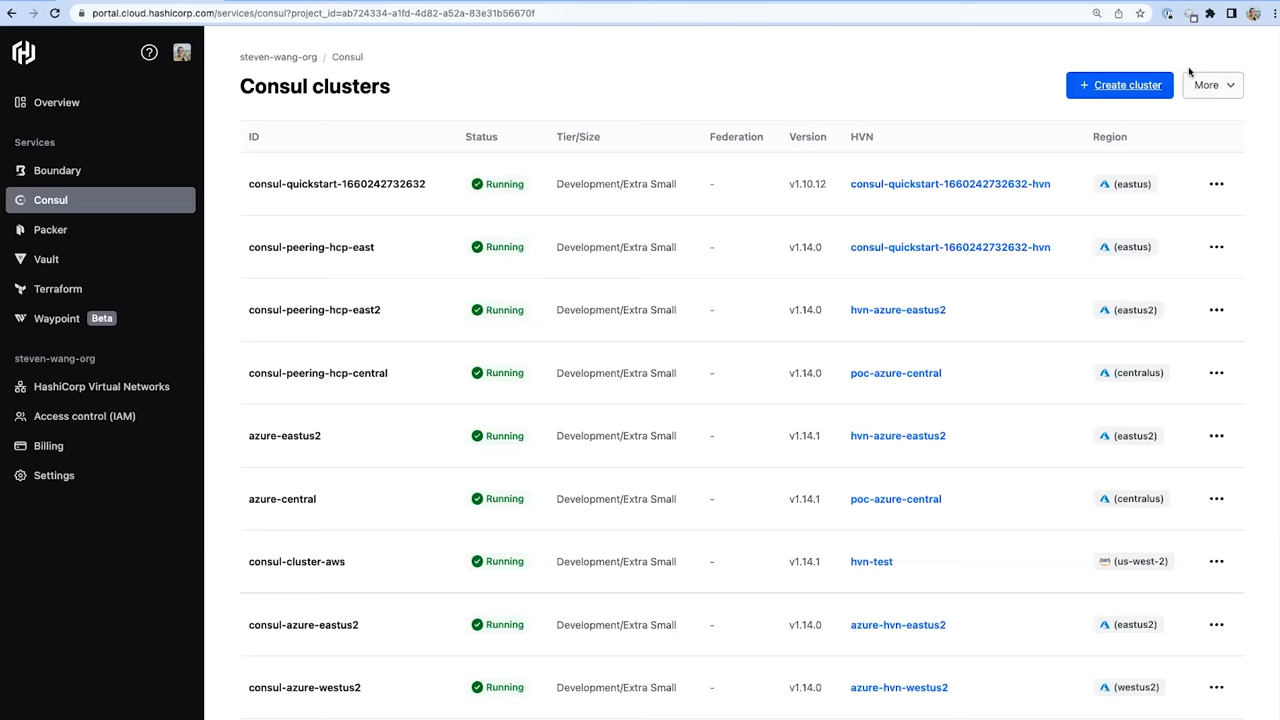 portal.cloud.hashicorp.com/services/consul?project_id=ab724334-a1fd-4d82-a52a-83e31b56670f
Overview
Services
Boundary
Consul
Packer
Vault
Terraform
Waypoint Beta
steven-wang-org
HashiCorp Virtual Networks
Access control (IAM)
Billing
Settings
steven-wang-org / Consul
Consul clusters
+ Create cluster
More
ID Status Tier/Size Federation Version HVN Region
consul-quickstart-1660242732632 Running Development/Extra Small - v1.10.12 consul-quickstart-1660242732632-hvn (eastus)
consul-peering-hcp-east Running Development/Extra Small - v1.14.0 consul-quickstart-1660242732632-hvn (eastus)
consul-peering-hcp-east2 Running Development/Extra Small - v1.14.0 hvn-azure-eastus2 (eastus2)
consul-peering-hcp-central Running Development/Extra Small - v1.14.0 poc-azure-central (centralus)
azure-eastus2 Running Development/Extra Small - v1.14.1 hvn-azure-eastus2 (eastus2)
azure-central Running Development/Extra Small - v1.14.1 poc-azure-central (centralus)
consul-cluster-aws Running Development/Extra Small - v1.14.1 hvn-test aws (us-west-2)
consul-azure-eastus2 Running Development/Extra Small - v1.14.0 azure-hvn-eastus2 (eastus2)
consul-azure-westus2 Running Development/Extra Small - v1.14.0 azure-hvn-westus2 (westus2)